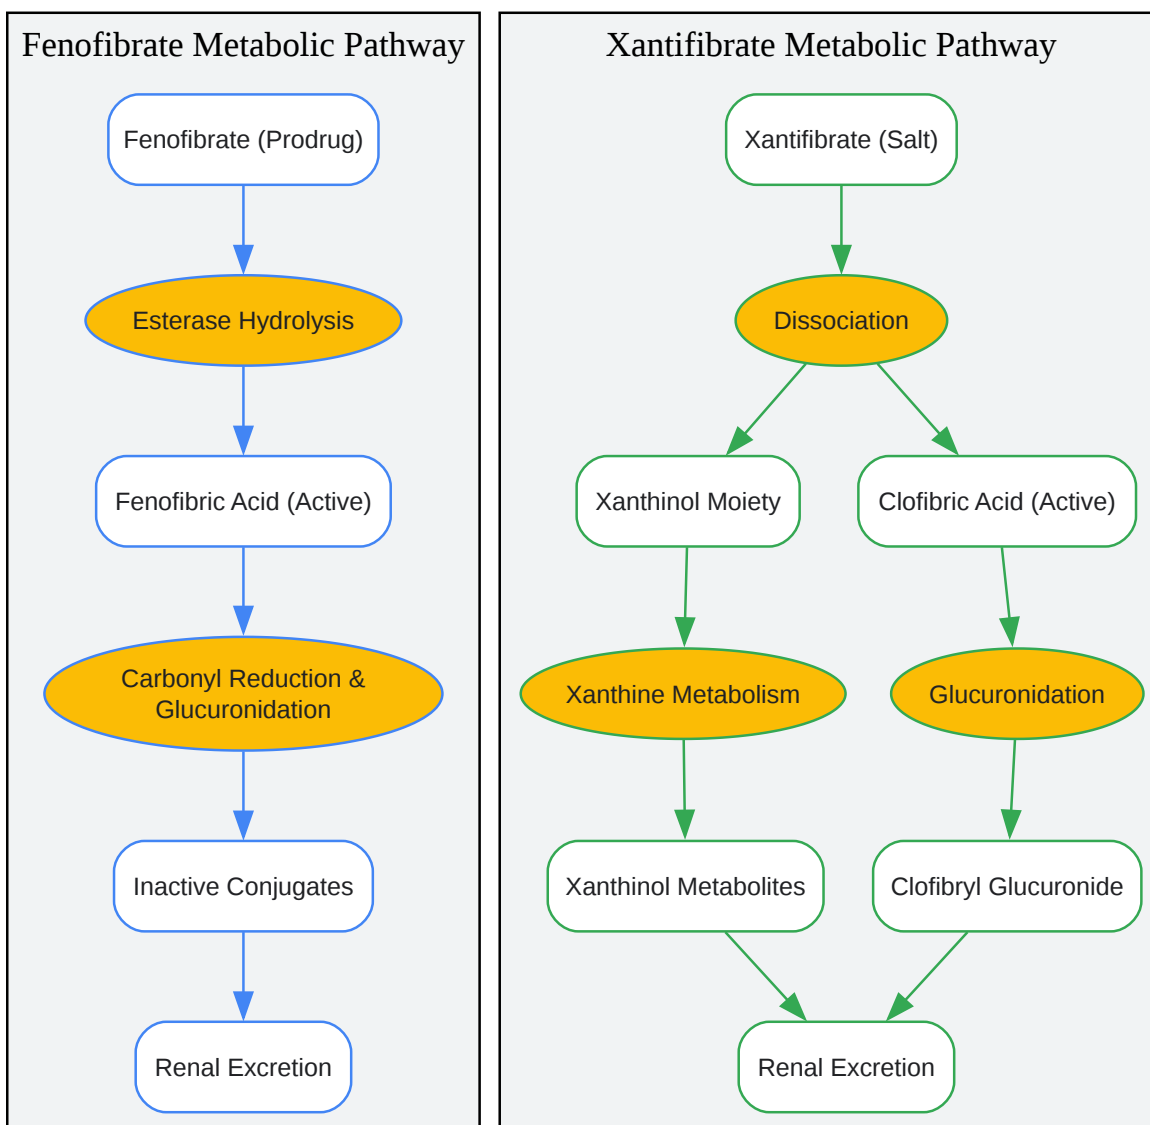 Fenofibrate Metabolic Pathway
Fenofibrate (Prodrug)
Esterase Hydrolysis
Fenofibric Acid (Active)
Carbonyl Reduction &
Glucuronidation
Inactive Conjugates
Renal Excretion
Xantifibrate Metabolic Pathway
Xantifibrate (Salt)
Dissociation
Xanthinol Moiety
Clofibric Acid (Active)
Xanthine Metabolism
Glucuronidation
Xanthinol Metabolites
Clofibryl Glucuronide
Renal Excretion